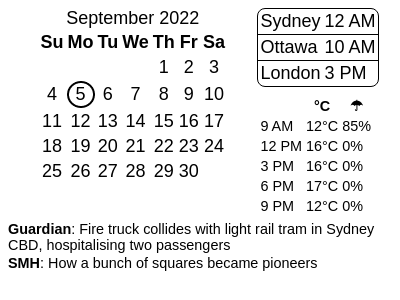 September 2022
Su Mo Tu We Th Fr Sa
1 2 3
4 5 6 7 8 9 10
11 12 13 14 15 16 17
18 19 20 21 22 23 24
25 26 27 28 29 30
Sydney 12 AM
Ottawa 10 AM
London 3 PM
°C ☂
9 AM 12°C 85%
12 PM 16°C 0%
3 PM 16°C 0%
6 PM 17°C 0%
9 PM 12°C 0%
Guardian: Fire truck collides with light rail tram in Sydney
CBD, hospitalising two passengers
SMH: How a bunch of squares became pioneers